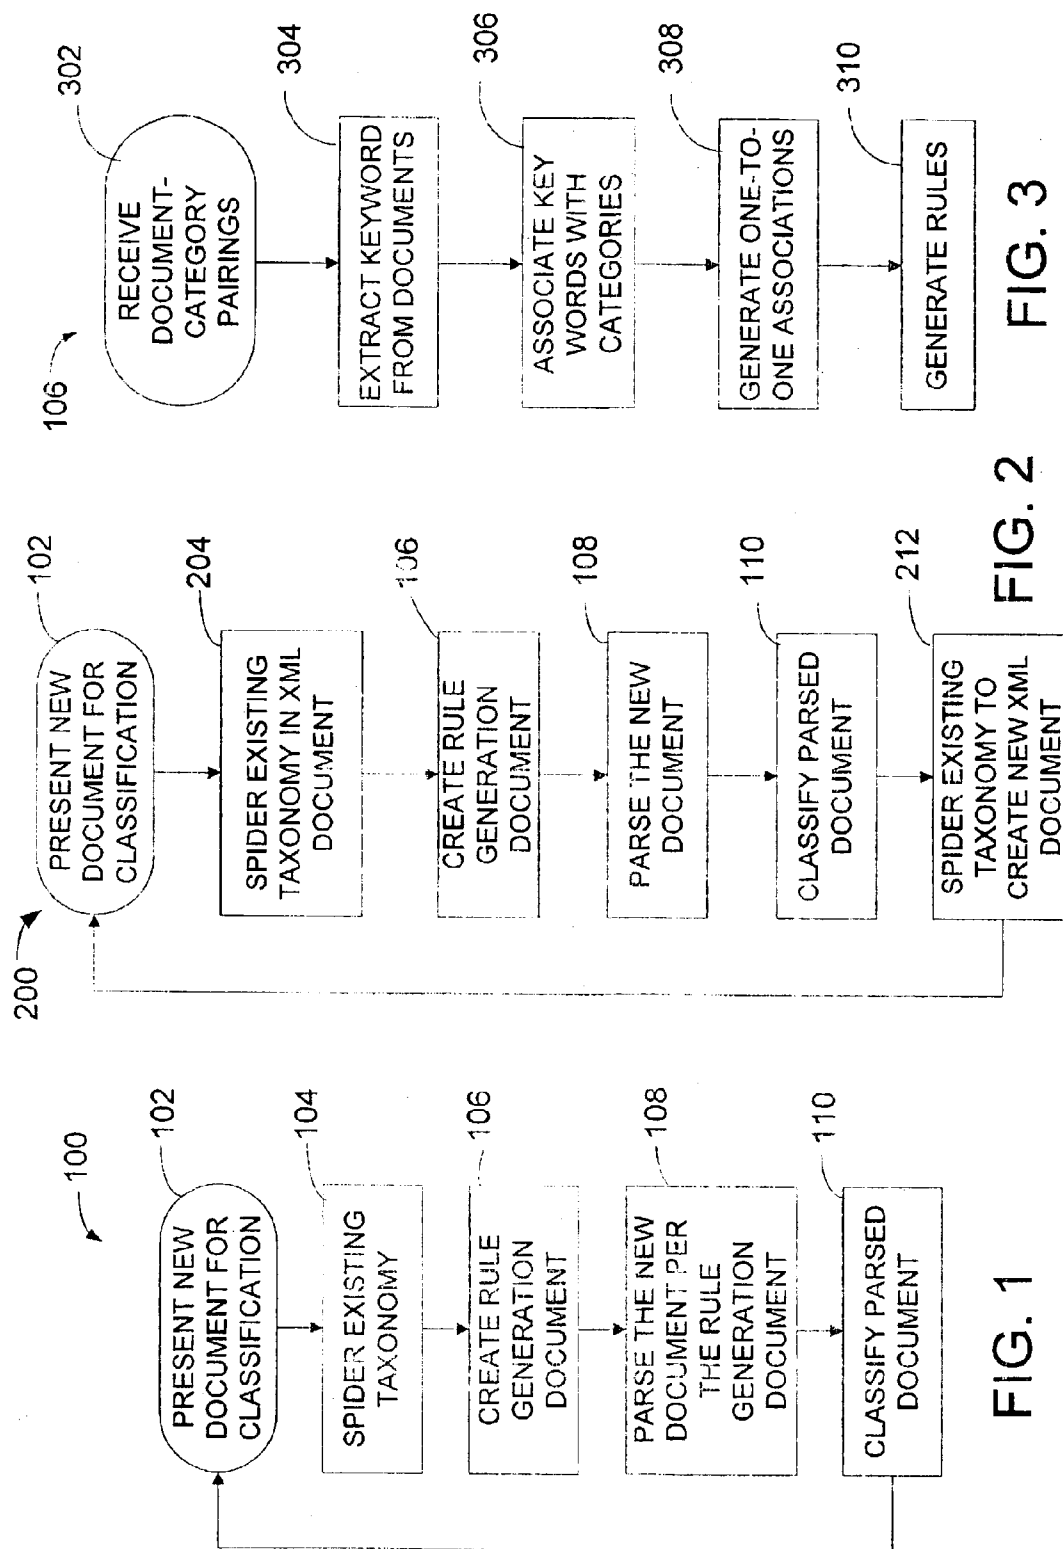 100
102
PRESENT NEW
DOCUMENT FOR
CLASSIFICATION
104
SPIDER EXISTING
TAXONOMY
106
CREATE RULE
GENERATION
DOCUMENT
108
PARSE THE NEW
DOCUMENT PER
THE RULE
GENERATION
DOCUMENT
110
CLASSIFY PARSED
DOCUMENT
FIG. 1
200
102
PRESENT NEW
DOCUMENT FOR
CLASSIFICATION
204
SPIDER EXISTING
TAXONOMY IN XML
DOCUMENT
106
CREATE RULE
GENERATION
DOCUMENT
108
PARSE THE NEW
DOCUMENT
110
CLASSIFY PARSED
DOCUMENT
212
SPIDER EXISTING
TAXONOMY TO
CREATE NEW XML
DOCUMENT
FIG. 2
106
302
RECEIVE
DOCUMENT-
CATEGORY
PAIRINGS
304
EXTRACT KEYWORD
FROM DOCUMENTS
306
ASSOCIATE KEY
WORDS WITH
CATEGORIES
308
GENERATE ONE-TO-
ONE ASSOCIATIONS
310
GENERATE RULES
FIG. 3